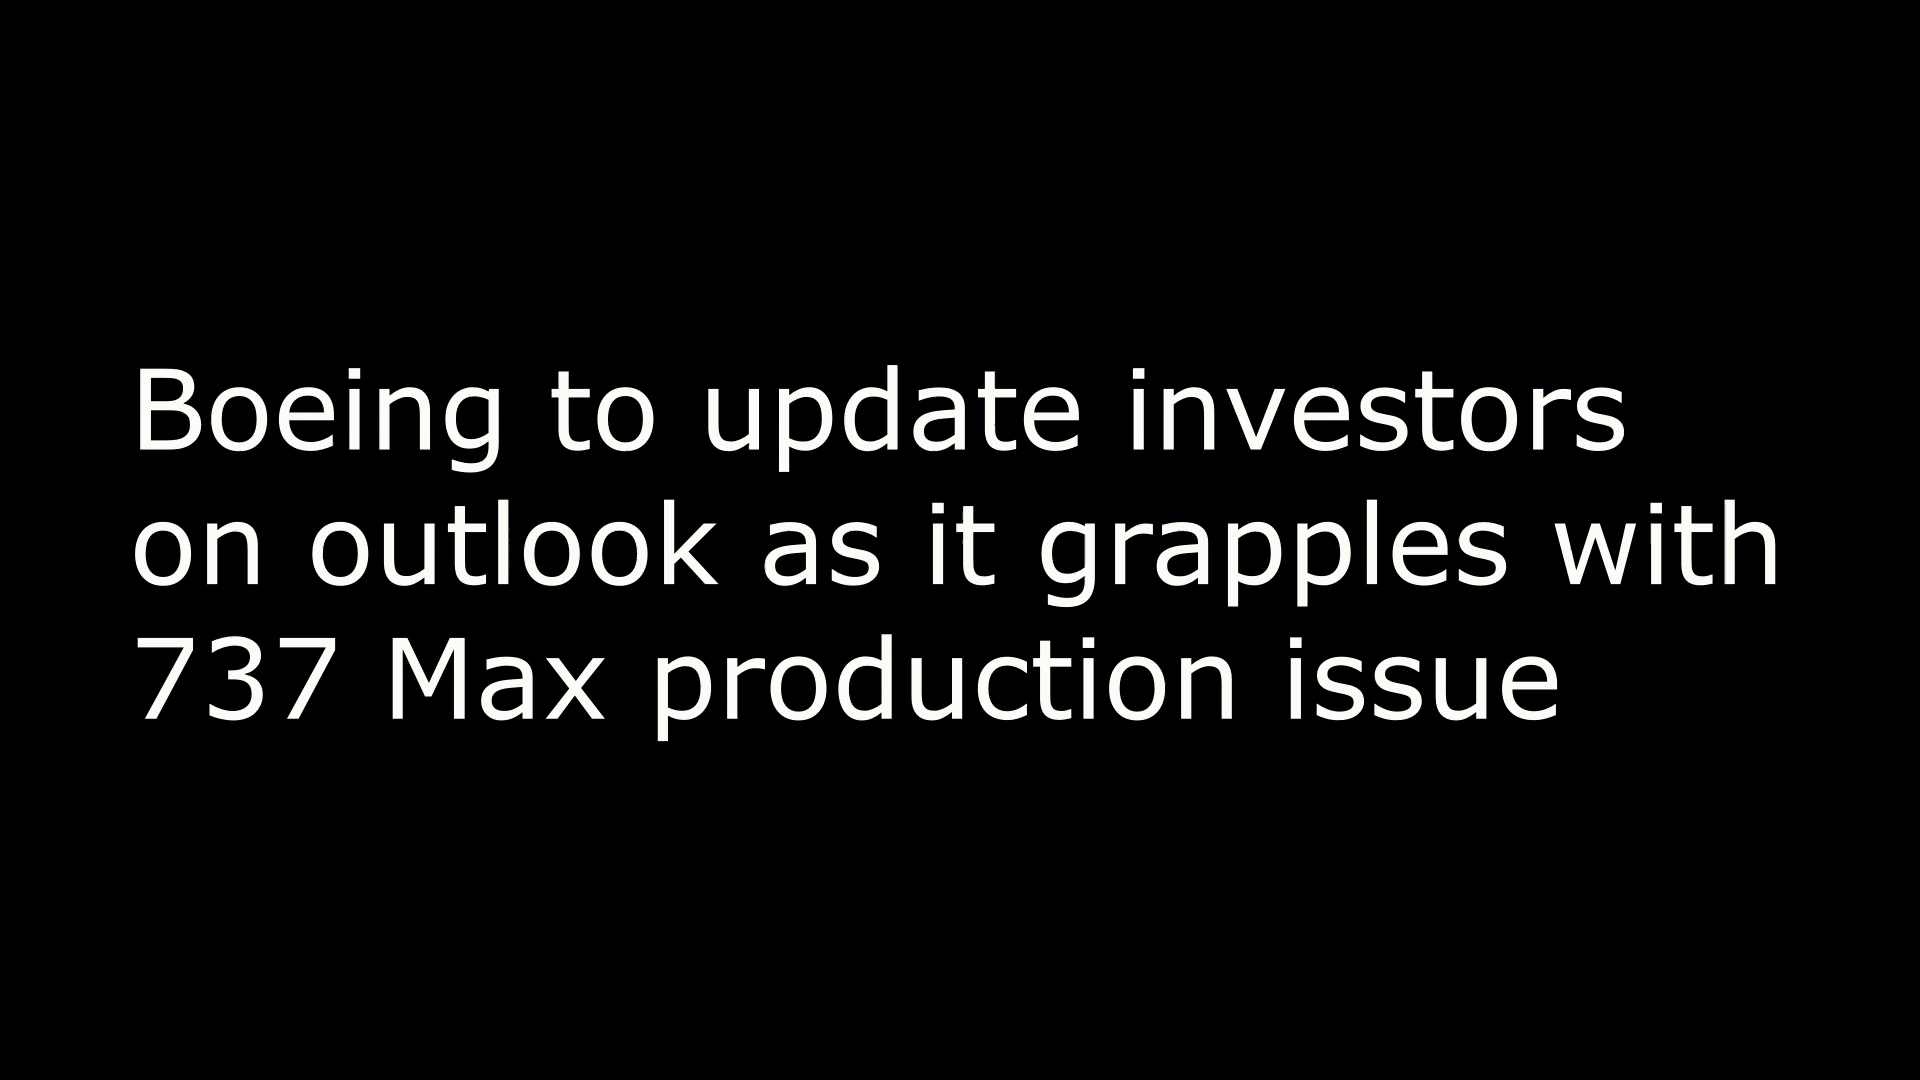 Boeing to update investors
on outlook as it grapples with
737 Max production issue